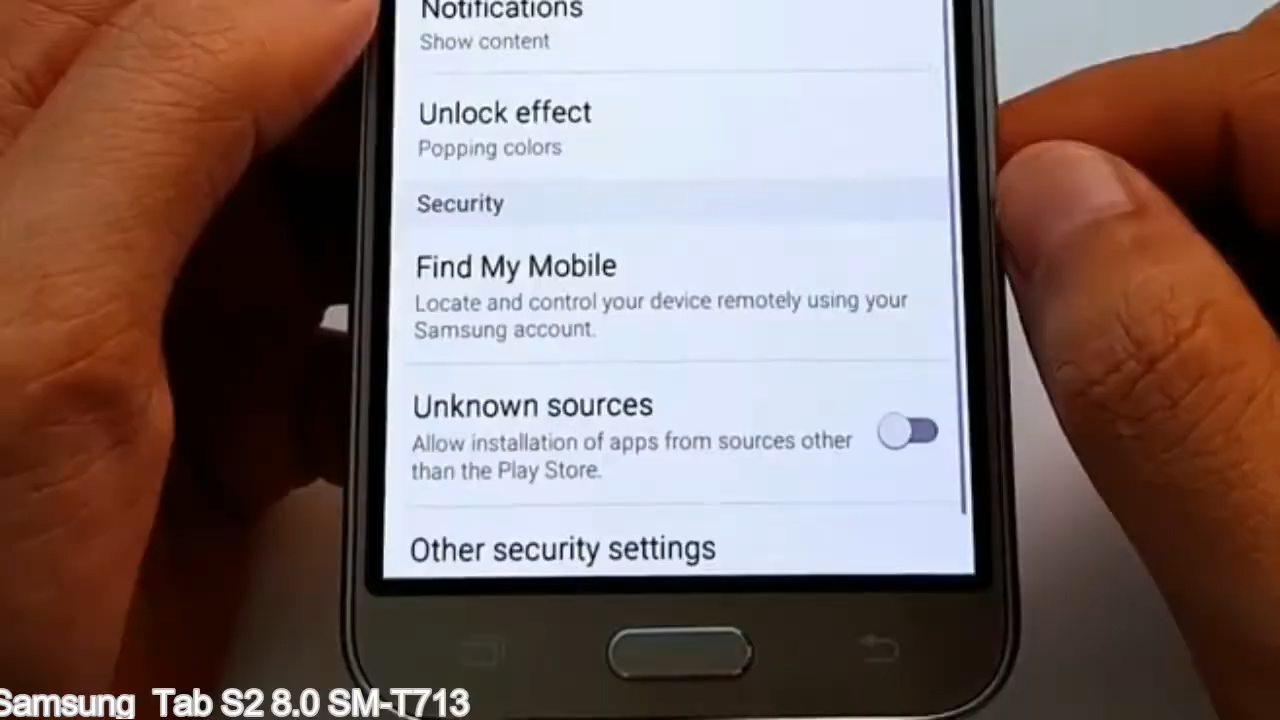 Notifications
Show content
Unlock effect
Popping colors
Security
Find My Mobile
Locate and control your device remotely using your
Samsung account.
Unknown sources
Allow installation of apps from sources other
than the Play Store.
Other security settings
Samsung Tab S2 8.0 SM-T713